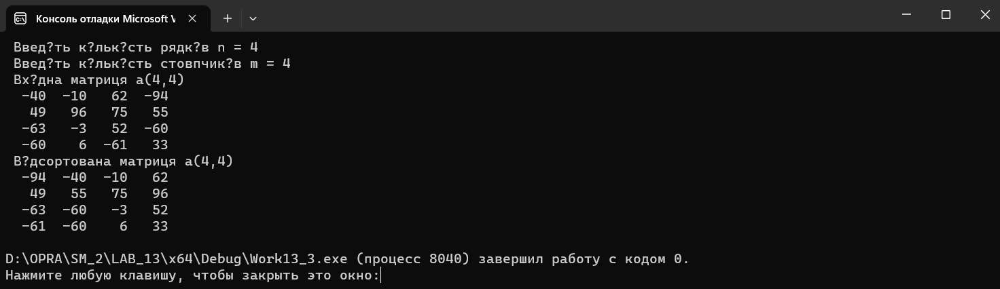 Консоль отладки Microsoft V
Введ?ть к?льк?сть рядк?в n = 4
Введ?ть к?льк?сть стовпчик?в m = 4
Вх?дна матриця a(4,4)
-40 -10 62 -94
49 96 75 55
-63 -3 52 -60
-60 6 -61 33
В?дсортована матриця a(4,4)
-94 -40 -10 62
49 55 75 96
-63 -60 -3 52
-61 -60 6 33
D:\OPRA\SM_2\LAB_13\x64\Debug\Work13_3.exe (процесс 8040) завершил работу с кодом 0.
Нажмите любую клавишу, чтобы закрыть это окно: